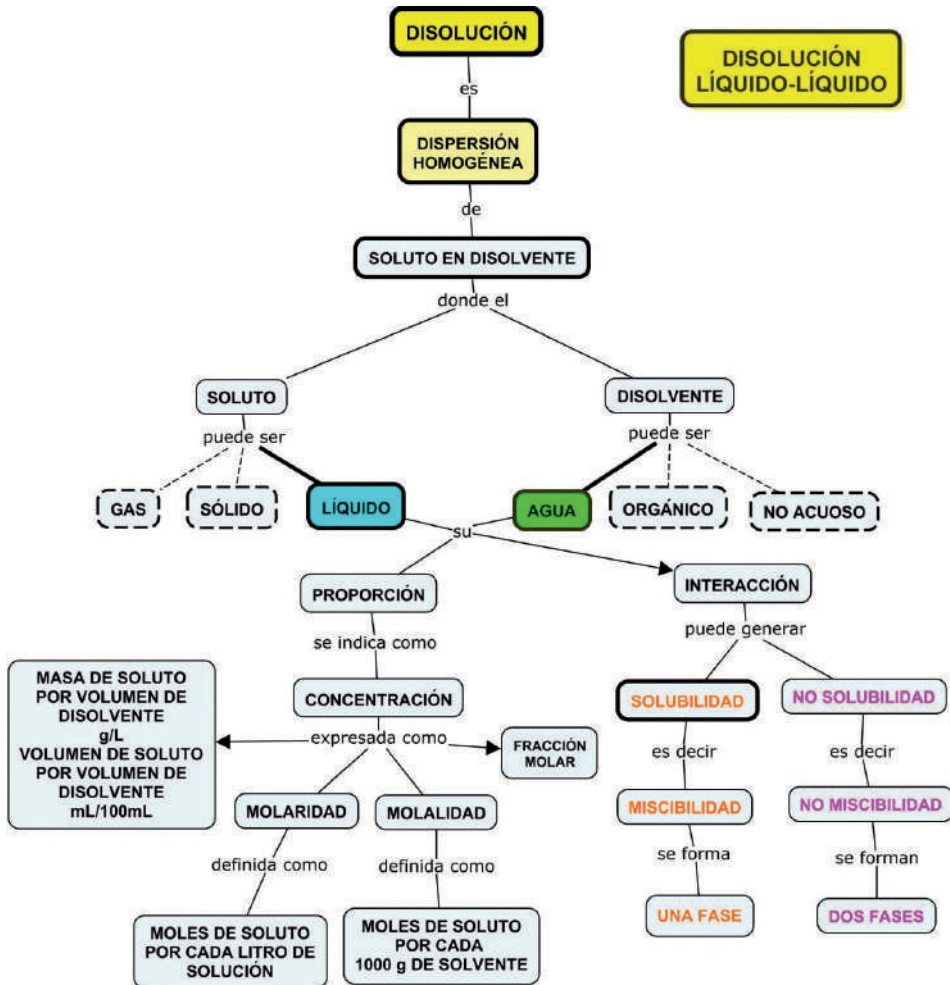 DISOLUCIÓN
DISOLUCIÓN
LÍQUIDO-LÍQUIDO
es
DISPERSIÓN
HOMOGÉNEA
de
SOLUTO EN DISOLVENTE
donde el
SOLUTO
DISOLVENTE
puede ser
puede ser
GAS
SÓLIDO
LÍQUIDO
AGUA
ORGÁNICO
NO ACUOSO
su
PROPORCIÓN
INTERACCIÓN
se indica como
puede generar
MASA DE SOLUTO
POR VOLUMEN DE
DISOLVENTE
g/L
VOLUMEN DE SOLUTO
POR VOLUMEN DE
DISOLVENTE
mL/100mL
CONCENTRACIÓN
SOLUBILIDAD
NO SOLUBILIDAD
expresada como
FRACCIÓN
MOLAR
es decir
es decir
MOLARIDAD
MOLALIDAD
MISCIBILIDAD
NO MISCIBILIDAD
definida como
definida como
se forma
se forman
MOLES DE SOLUTO
POR CADA LITRO DE
SOLUCIÓN
MOLES DE SOLUTO
POR CADA
1000 g DE SOLVENTE
UNA FASE
DOS FASES